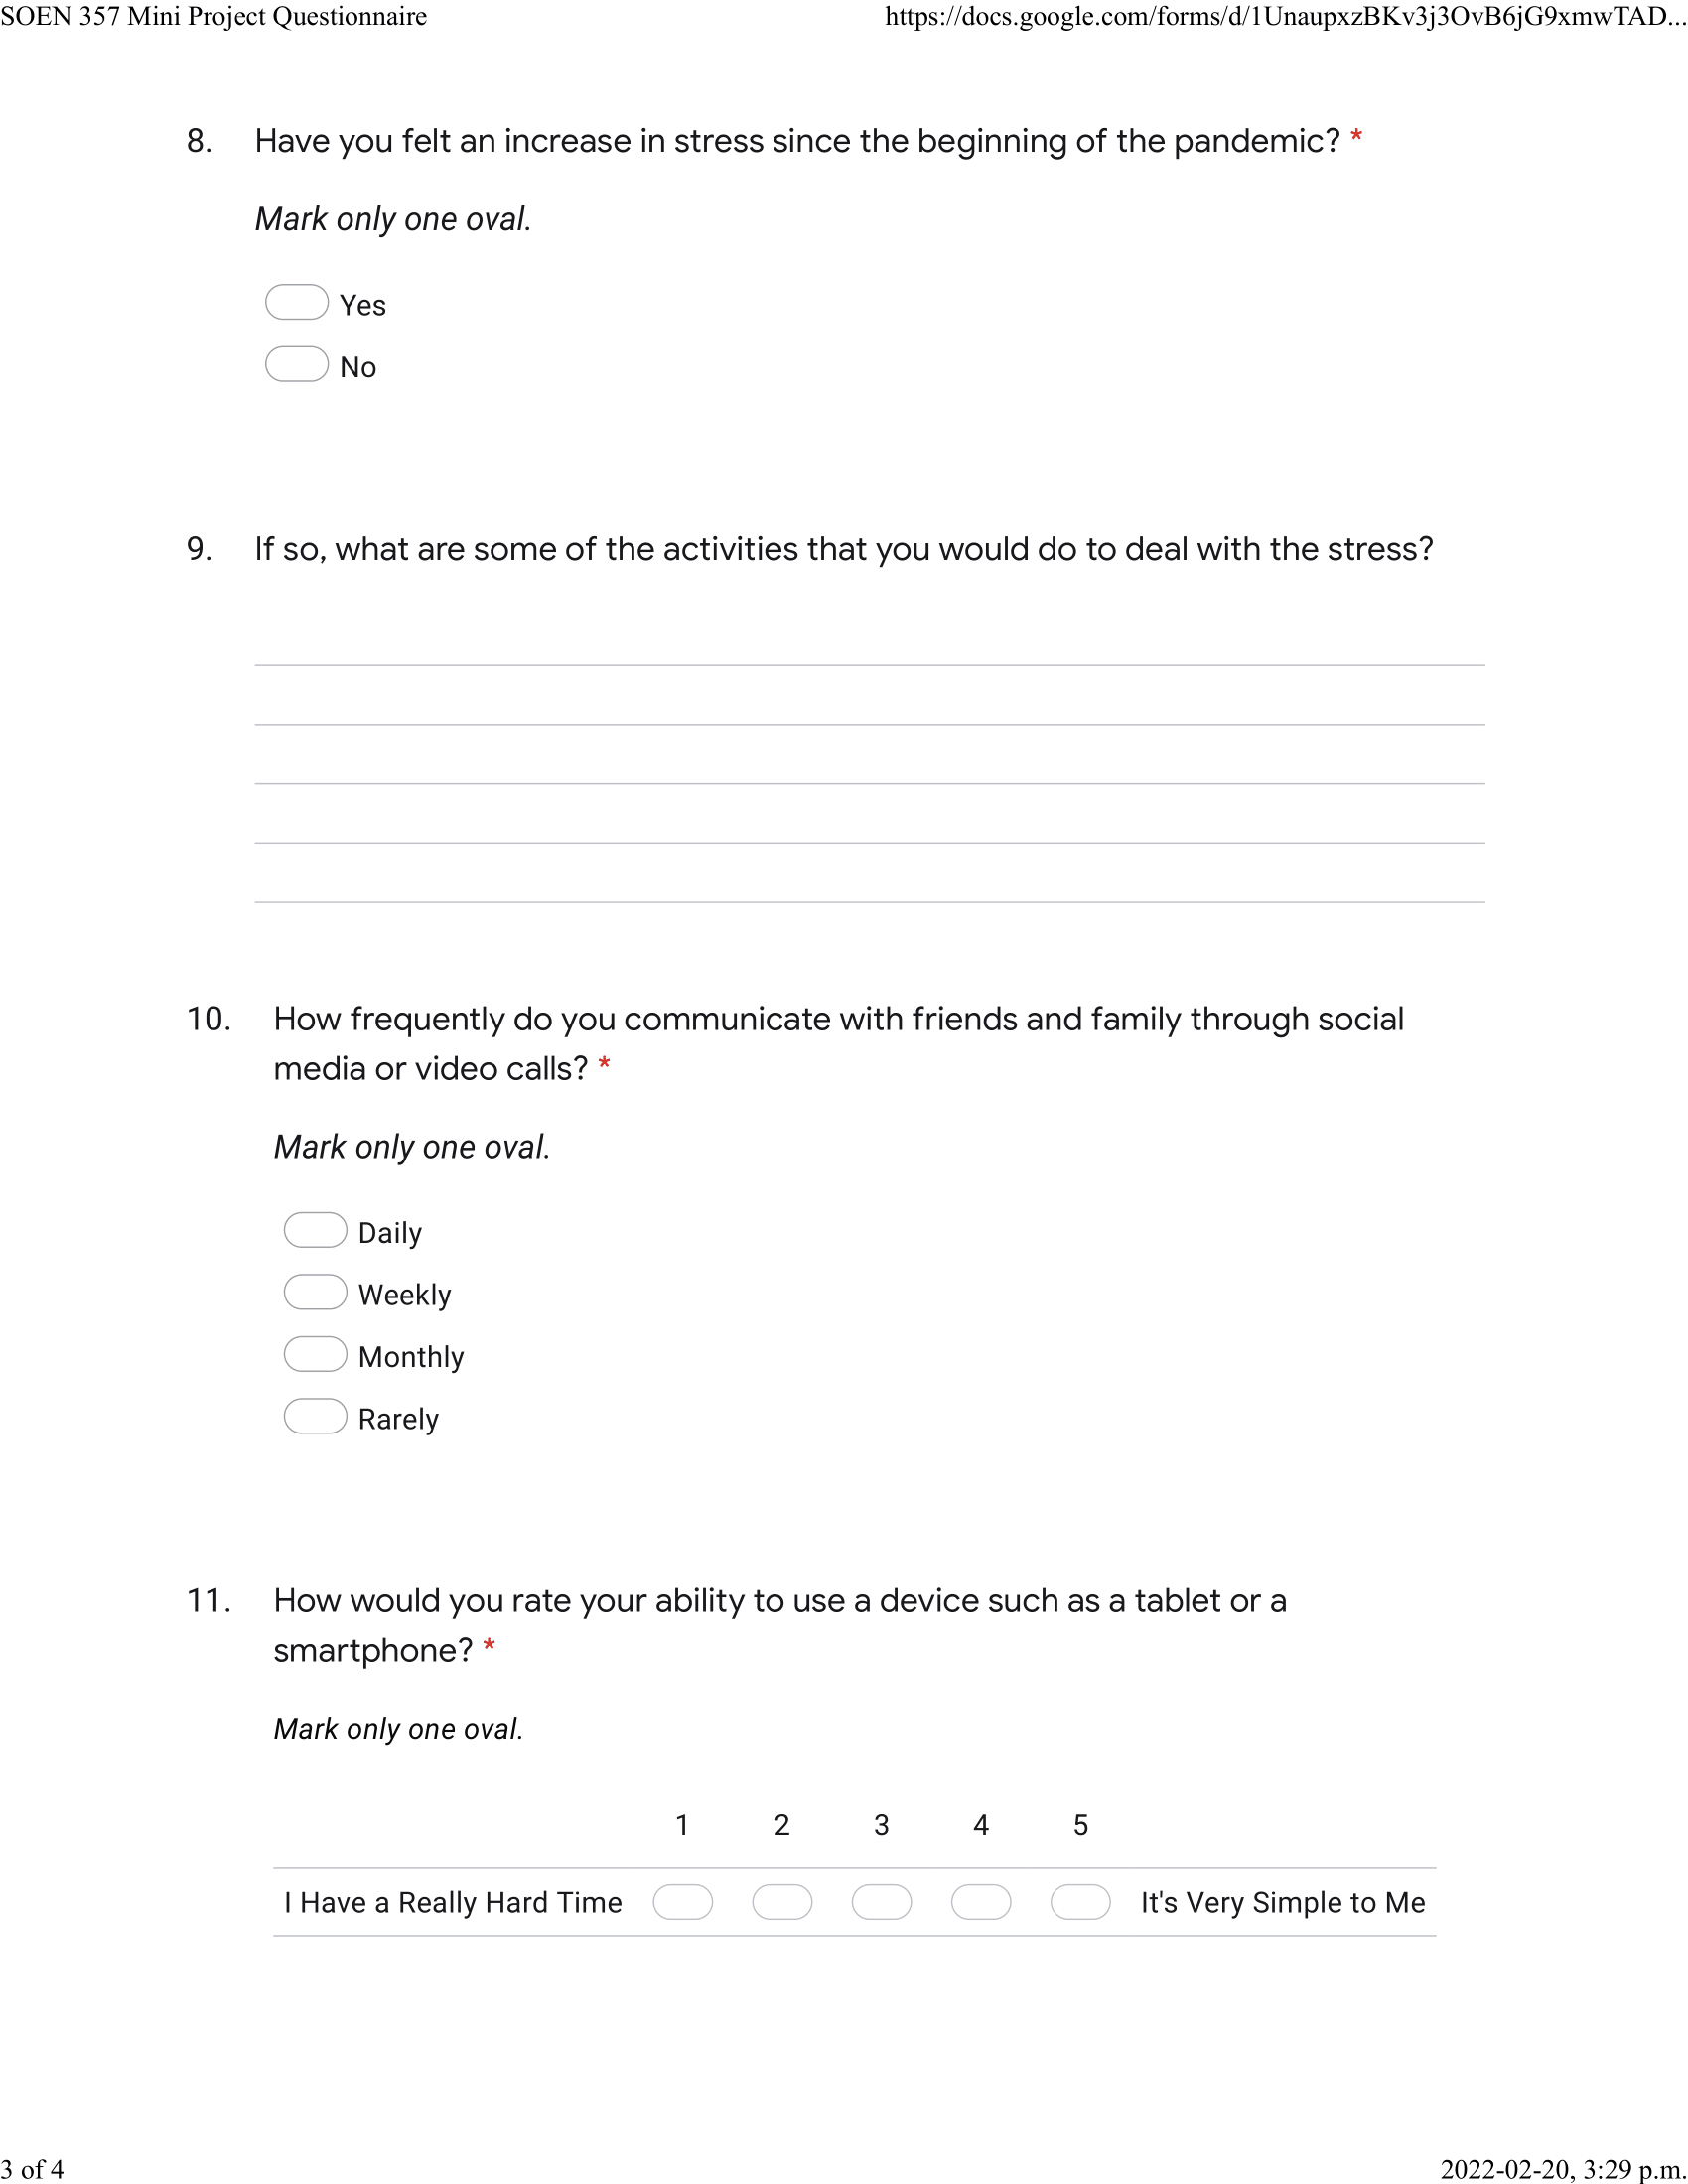 SOEN 357 Mini Project Questionnaire
https://docs.google.com/forms/d/1UnaupxzBKv3j3OvB6jG9xmwTAD...
8. Have you felt an increase in stress since the beginning of the pandemic? *
Mark only one oval.
Yes
No
9. If so, what are some of the activities that you would do to deal with the stress?
10. How frequently do you communicate with friends and family through social
media or video calls? *
Mark only one oval.
Daily
Weekly
Monthly
Rarely
11. How would you rate your ability to use a device such as a tablet or a
smartphone? *
Mark only one oval.
1 2 3 4 5
I Have a Really Hard Time It's Very Simple to Me
3 of 4
2022-02-20, 3:29 p.m.